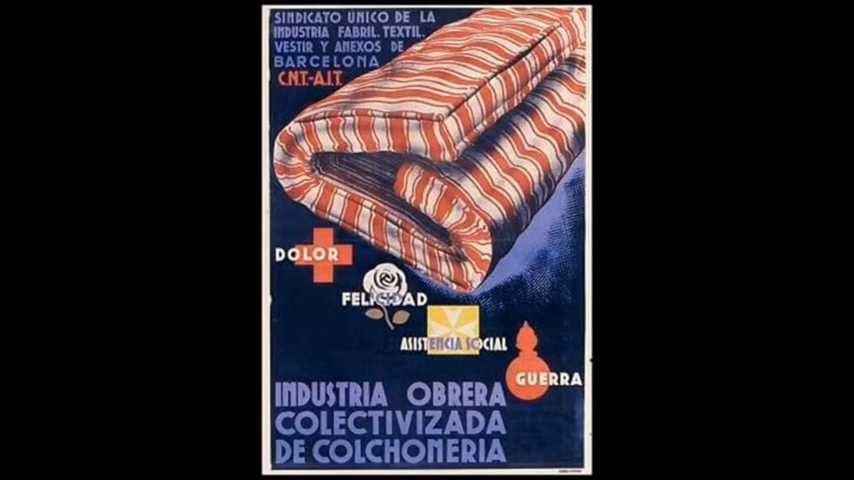 SINDICATO ÚNICO DE LA
INDUSTRIA FABRIL. TEXTIL.
VESTIR Y ANEXOS DE
BARCELONA
C.N.T.-A.I.T.
DOLOR
FELICIDAD
ASISTENCIA SOCIAL
GUERRA
INDUSTRIA OBRERA
COLECTIVIZADA
DE COLCHONERIA